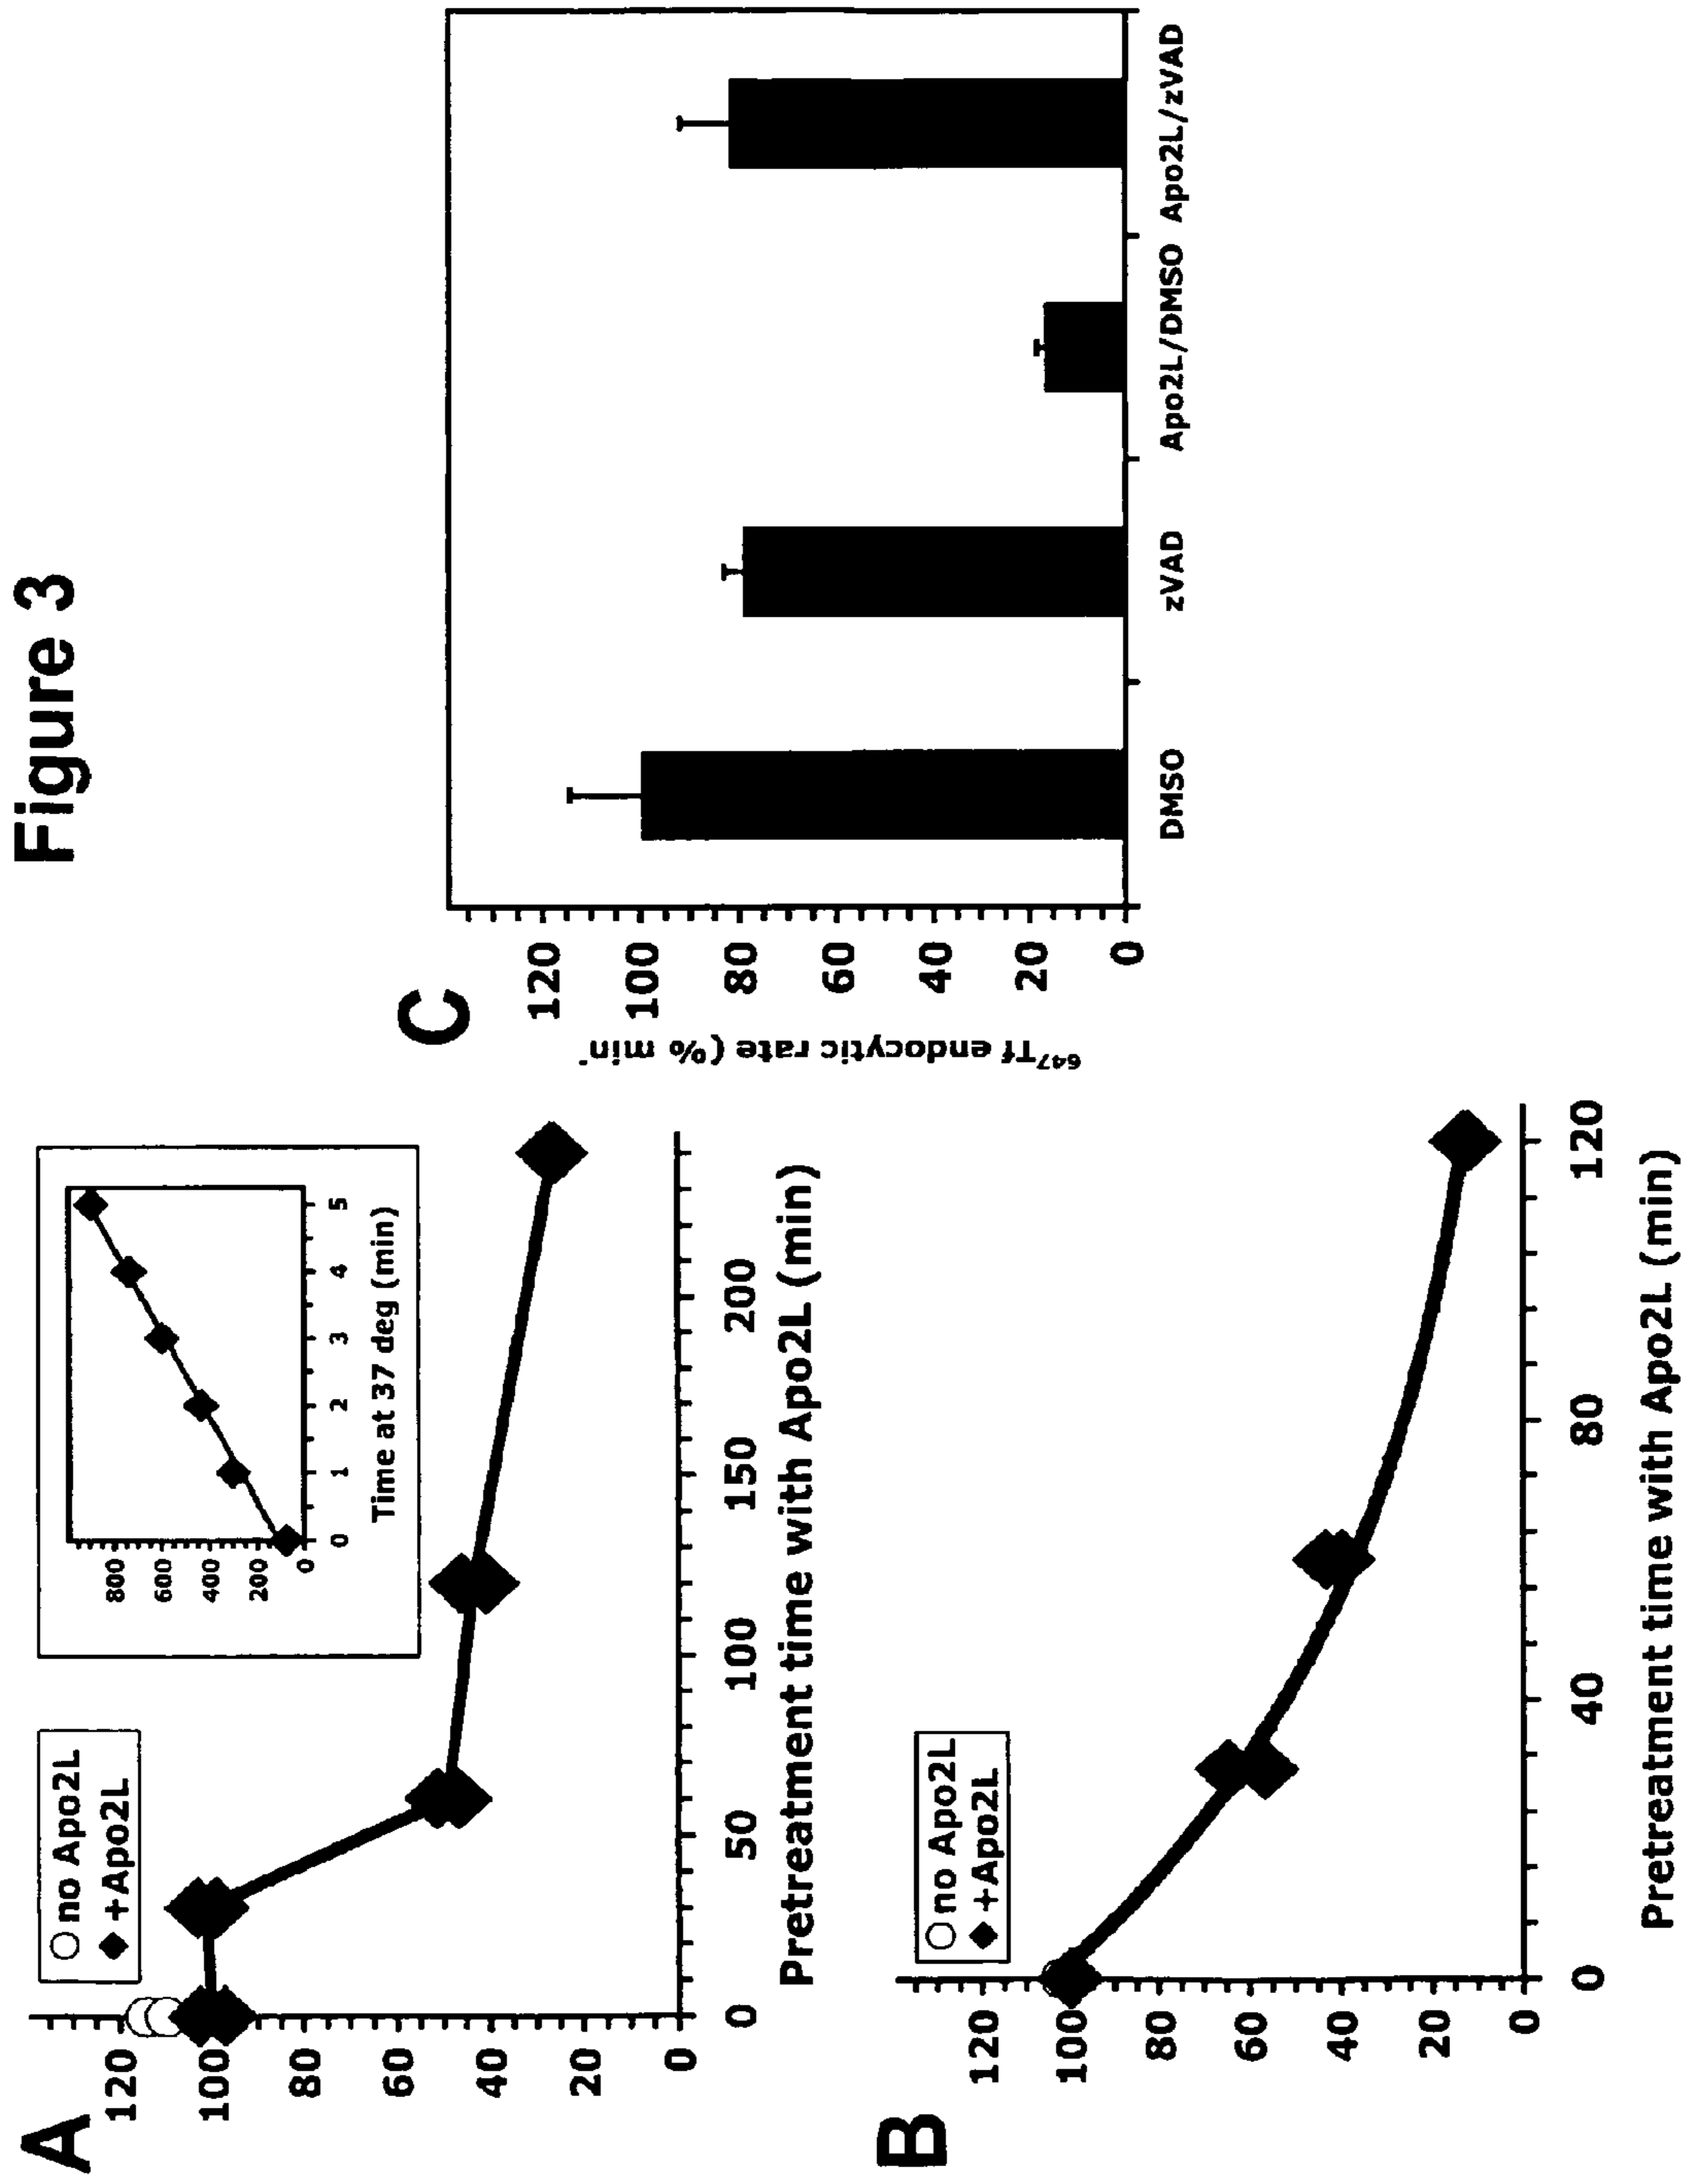 Figure 3
A
no Apo2L
+Apo2L
120
100
80
60
40
20
0
0
50
100
150
200
Pretreatment time with Apo2L (min)
800
600
400
200
0
0
1
2
3
4
5
Time at 37 deg (min)
B
no Apo2L
+Apo2L
120
100
80
60
40
20
0
0
40
80
120
Pretreatment time with Apo2L (min)
C
⁶⁴⁷Tf endocytic rate (% min⁻
120
100
80
60
40
20
0
DMSO
zVAD
Apo2L/DMSO
Apo2L/zVAD